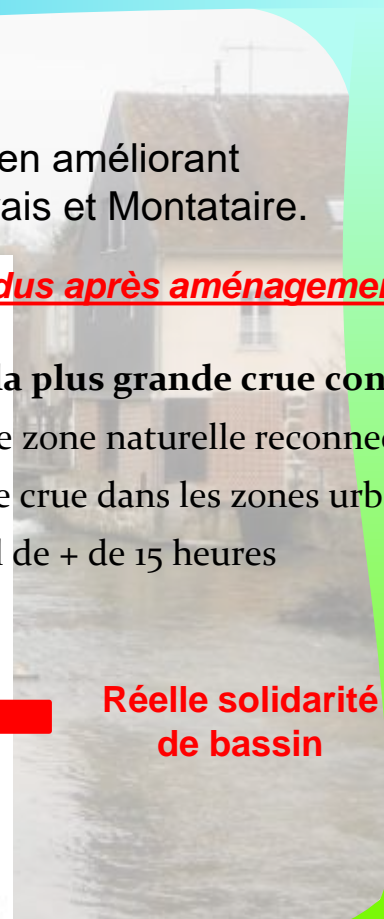 en améliorant
ais et Montataire.
dus après aménagemen
la plus grande crue con
e zone naturelle reconnec
e crue dans les zones urb
de + de 15 heures
Réelle solidarité
de bassin